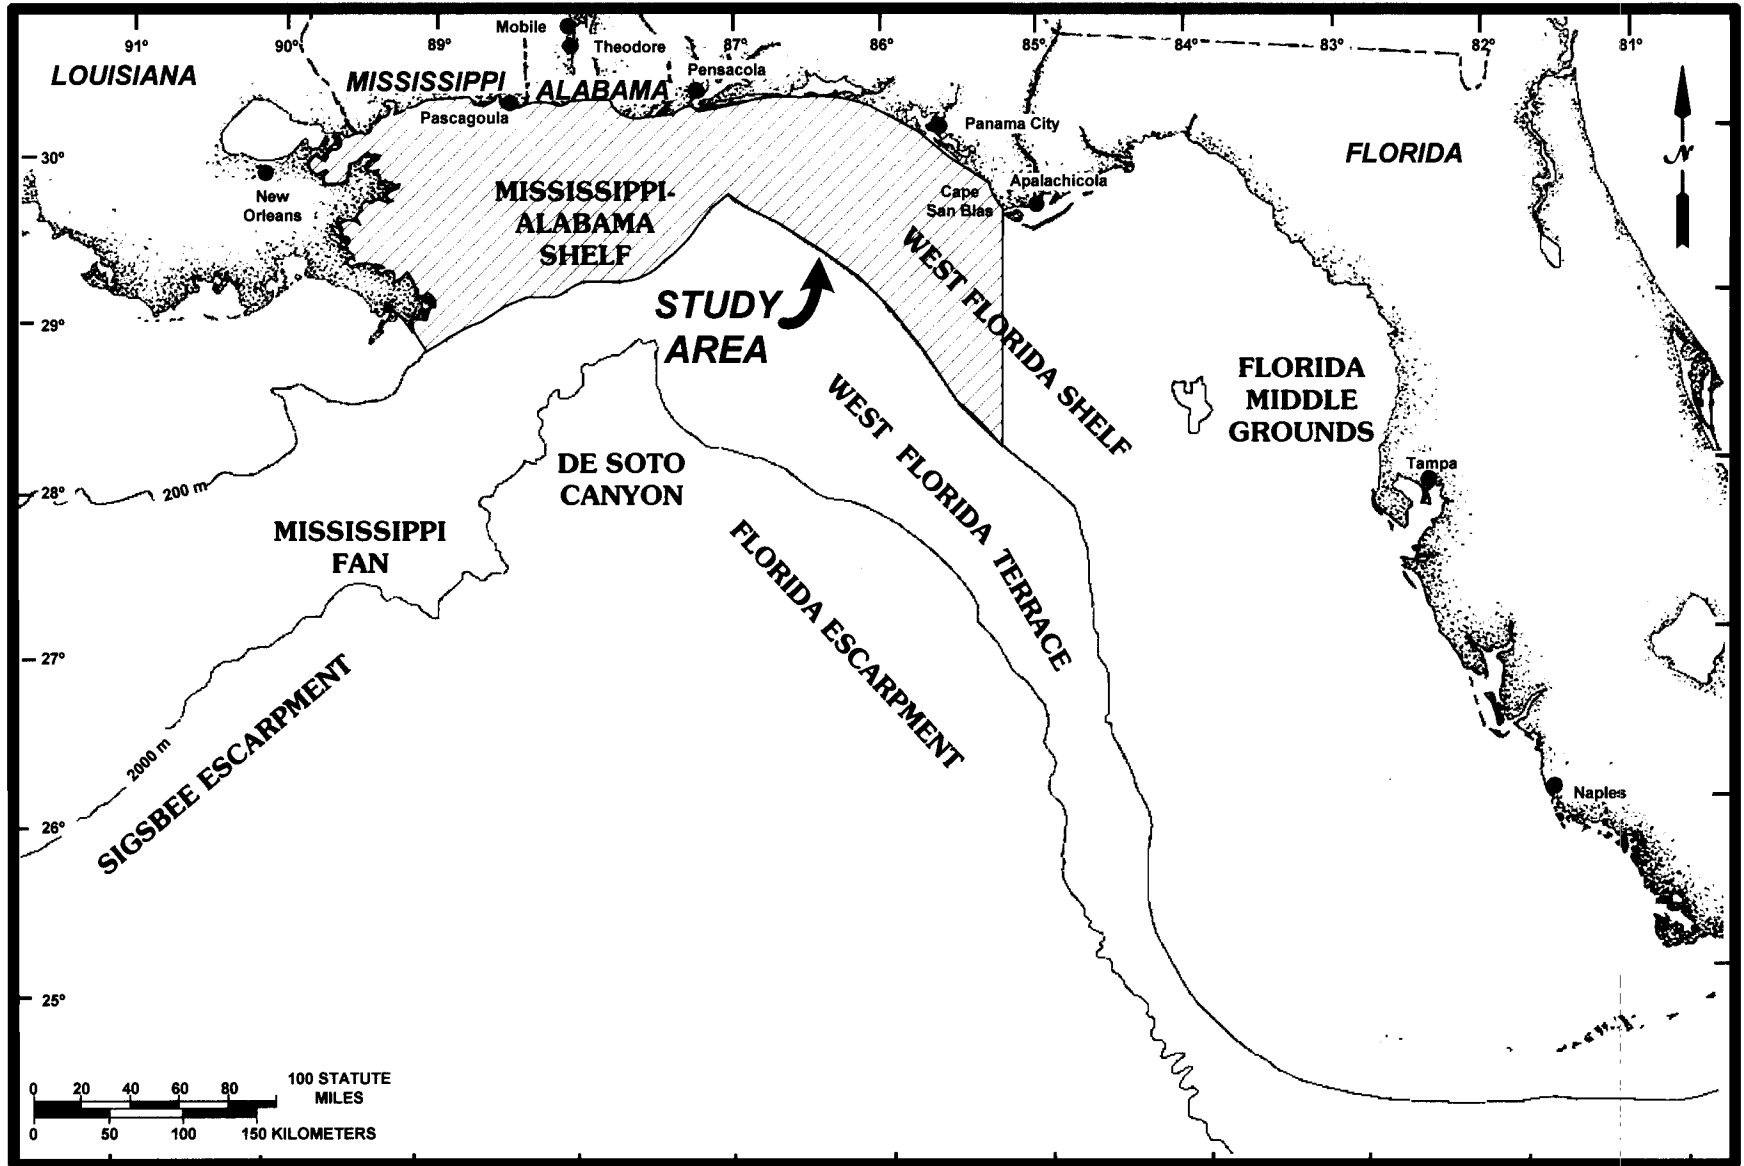 Mobile
91° 90° 89° 87° 86° 85° 84° 83° 82° 81°
Theodore
LOUISIANA
MISSISSIPPI
ALABAMA
Pensacola
Pascagoula
Panama City
N
30°
FLORIDA
New
Orleans
MISSISSIPPI-
ALABAMA
SHELF
Cape
San Blas
Apalachicola
WEST FLORIDA SHELF
STUDY
AREA
29°
FLORIDA
MIDDLE
GROUNDS
WEST FLORIDA TERRACE
DE SOTO
CANYON
Tampa
28°
200 m
MISSISSIPPI
FAN
FLORIDA ESCARPMENT
27°
2000 m
SIGSBEE ESCARPMENT
Naples
26°
25°
0 20 40 60 80 100 STATUTE
MILES
0 50 100 150 KILOMETERS